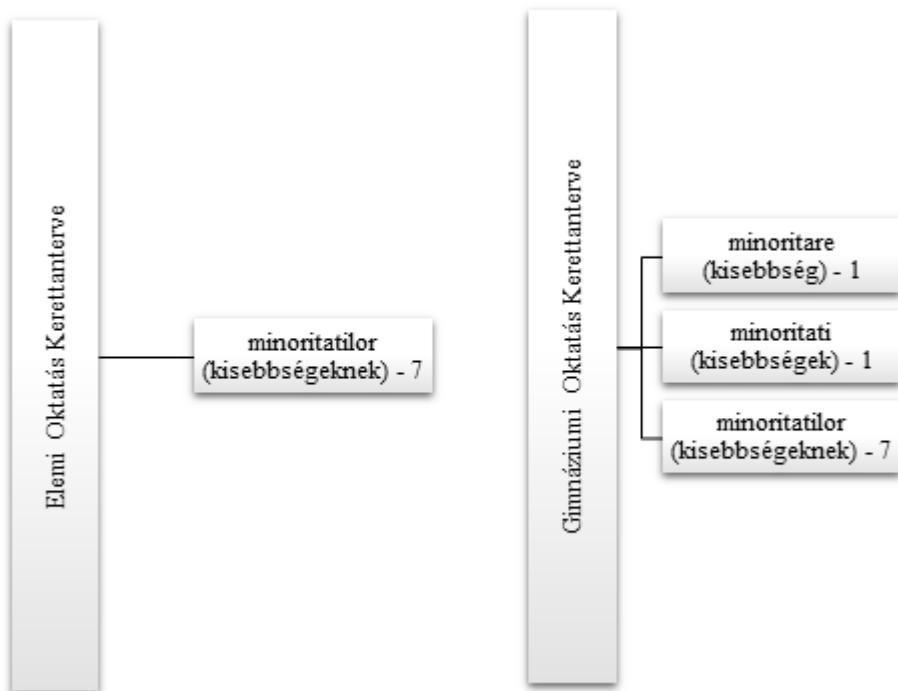 Elemi Oktatás Kerettanterve
minoritatilor
(kisebbségeknek) - 7
Gimnáziumi Oktatás Kerettanterve
minoritare
(kisebbség) - 1
minoritati
(kisebbségek) - 1
minoritatilor
(kisebbségeknek) - 7